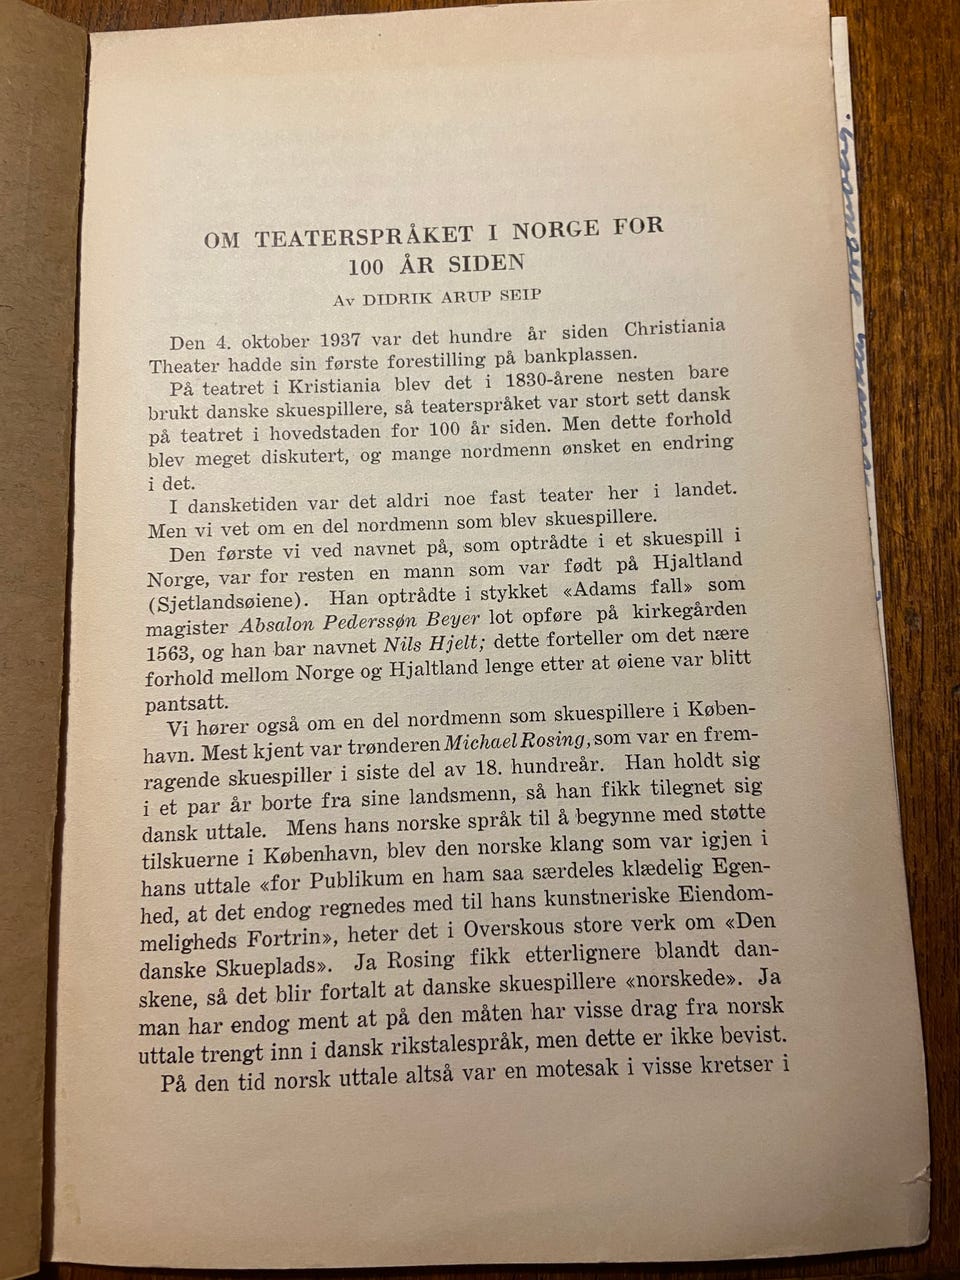 OM TEATERSPRÅKET I NORGE FOR
100 ÅR SIDEN
Av DIDRIK ARUP SEIP
Den 4. oktober 1937 var det hundre år siden Christiania
Theater hadde sin første forestilling på bankplassen.
På teatret i Kristiania blev det i 1830-årene nesten bare
brukt danske skuespillere, så teaterspråket var stort sett dansk
på teatret i hovedstaden for 100 år siden. Men dette forhold
blev meget diskutert, og mange nordmenn ønsket en endring
i det.
I dansketiden var det aldri noe fast teater her i landet.
Men vi vet om en del nordmenn som blev skuespillere.
Den første vi ved navnet på, som optrådte i et skuespill i
Norge, var for resten en mann som var født på Hjaltland
(Sjetlandsøiene). Han optrådte i stykket «Adams fall» som
magister Absalon Pederssøn Beyer lot opføre på kirkegården
1563, og han bar navnet Nils Hjelt; dette forteller om det nære
forhold mellom Norge og Hjaltland lenge etter at øiene var blitt
pantsatt.
Vi hører også om en del nordmenn som skuespillere i Køben-
havn. Mest kjent var trønderen Michael Rosing, som var en frem-
ragende skuespiller i siste del av 18. hundreår. Han holdt sig
i et par år borte fra sine landsmenn, så han fikk tilegnet sig
dansk uttale. Mens hans norske språk til å begynne med støtte
tilskuerne i København, blev den norske klang som var igjen i
hans uttale «for Publikum en ham saa særdeles klædelig Egen-
hed, at det endog regnedes med til hans kunstneriske Eiendom-
meligheds Fortrin», heter det i Overskous store verk om «Den
danske Skueplads». Ja Rosing fikk etterlignere blandt dan-
skene, så det blir fortalt at danske skuespillere «norskede». Ja
man har endog ment at på den måten har visse drag fra norsk
uttale trengt inn i dansk rikstalespråk, men dette er ikke bevist.
På den tid norsk uttale altså var en motesak i visse kretser i